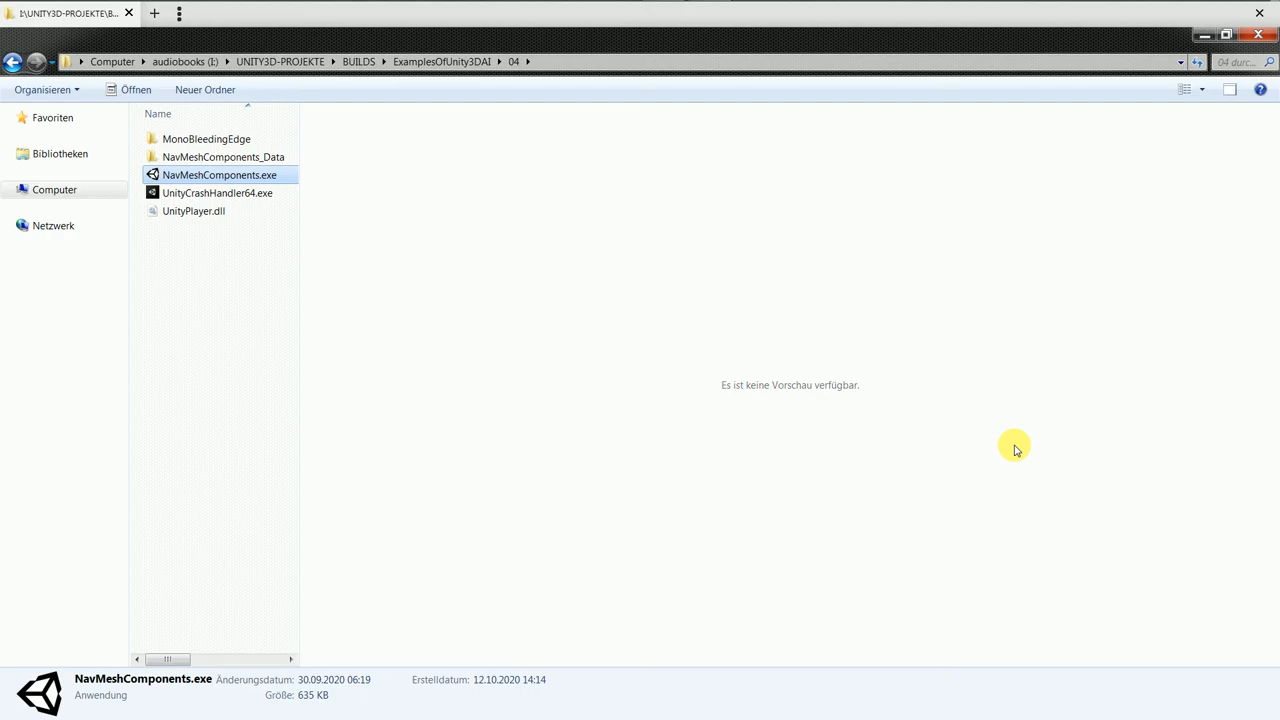 I:\UNITY3D-PROJEKTE\B...
Computer audiobooks (I:) UNITY3D-PROJEKTE BUILDS ExamplesOfUnity3DAI 04
04 durc...
Organisieren Öffnen Neuer Ordner
Name
Favoriten
Bibliotheken
Computer
Netzwerk
MonoBleedingEdge
NavMeshComponents_Data
NavMeshComponents.exe
UnityCrashHandler64.exe
UnityPlayer.dll
Es ist keine Vorschau verfügbar.
NavMeshComponents.exe Änderungsdatum: 30.09.2020 06:19 Erstelldatum: 12.10.2020 14:14
Anwendung Größe: 635 KB